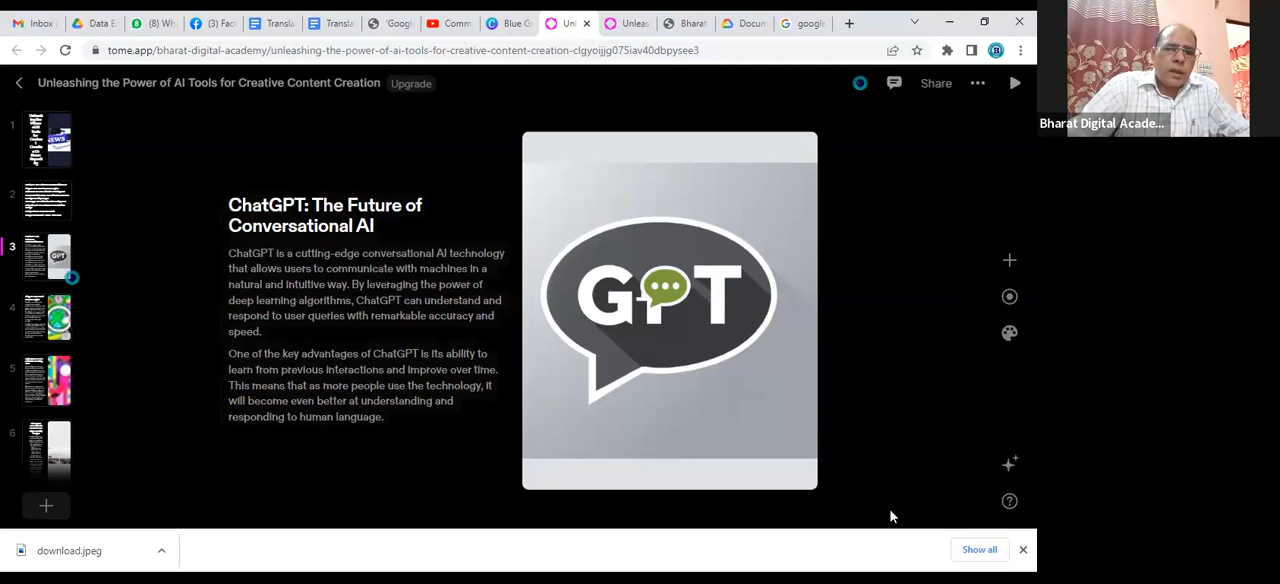 Inbox
Data E
(8) Wh
(3) Fac
Transla
Transla
'Googl
Comm
Blue G
Unl
Unleas
Bharat
Docum
google
tome.app/bharat-digital-academy/unleashing-the-power-of-ai-tools-for-creative-content-creation-clgyoijjg075iav40dbpysee3
Unleashing the Power of AI Tools for Creative Content Creation
Upgrade
Share
1
NEWS
2
3
GPT
4
5
6
ChatGPT: The Future of
Conversational AI
ChatGPT is a cutting-edge conversational AI technology
that allows users to communicate with machines in a
natural and intuitive way. By leveraging the power of
deep learning algorithms, ChatGPT can understand and
respond to user queries with remarkable accuracy and
speed.
One of the key advantages of ChatGPT is its ability to
learn from previous interactions and improve over time.
This means that as more people use the technology, it
will become even better at understanding and
responding to human language.
GPT
Bharat Digital Acade...
download.jpeg
Show all